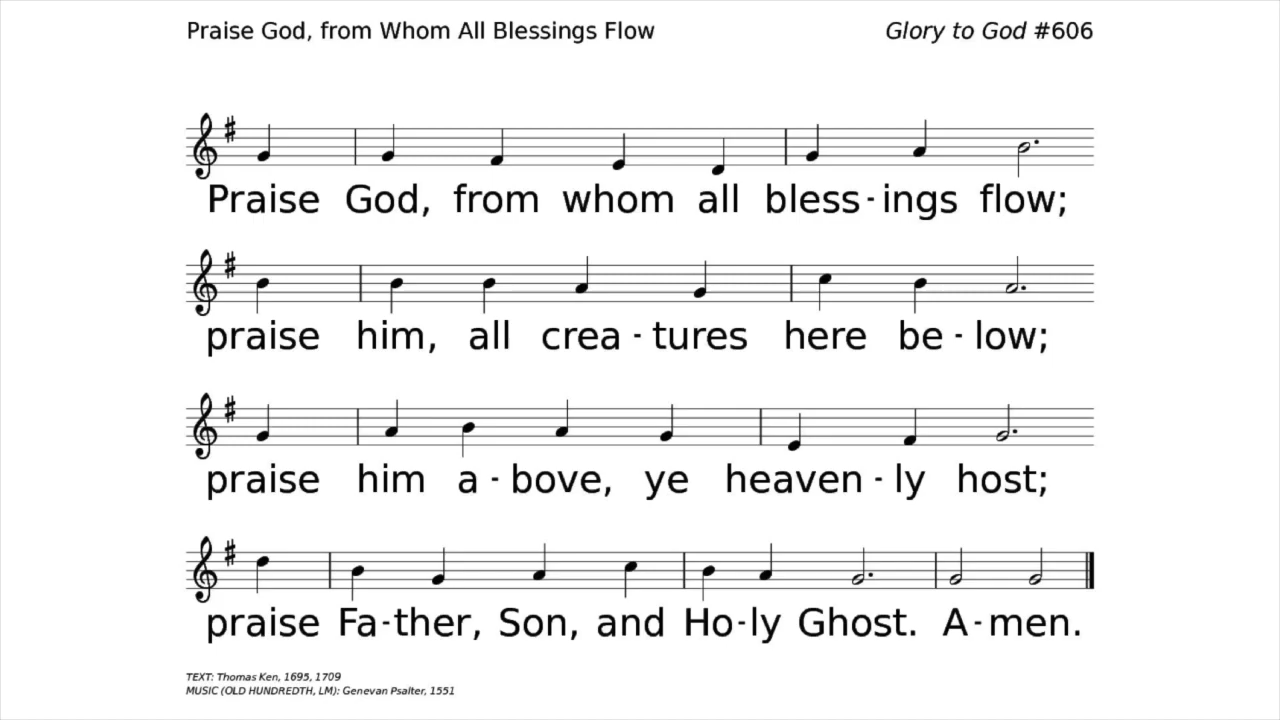 Praise God, from Whom All Blessings Flow Glory to God #606
Praise God, from whom all bless-ings flow;
praise him, all crea-tures here be-low;
praise him a-bove, ye heaven-ly host;
praise Fa-ther, Son, and Ho-ly Ghost. A-men.
TEXT: Thomas Ken, 1695, 1709
MUSIC (OLD HUNDREDTH, LM): Genevan Psalter, 1551